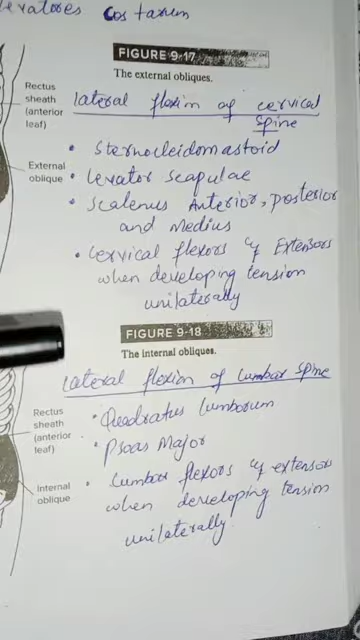 Levatores Costarum
FIGURE 9-17
The external obliques.
Rectus
sheath
(anterior
leaf)
External
oblique
lateral flexion of cervical
Spine
• Sternocleidomastoid
• Levator Scapulae
• Scalenus Anterior, Posterior
and Medius
• Cervical flexors & Extensors
when developing tension
unilaterally
FIGURE 9-18
The internal obliques.
lateral flexion of lumbar spine
Rectus
sheath
(anterior
leaf)
Internal
oblique
• Quadratus lumborum
• Psoas Major
• Lumbar flexors & extensors
when developing tension
unilaterally.